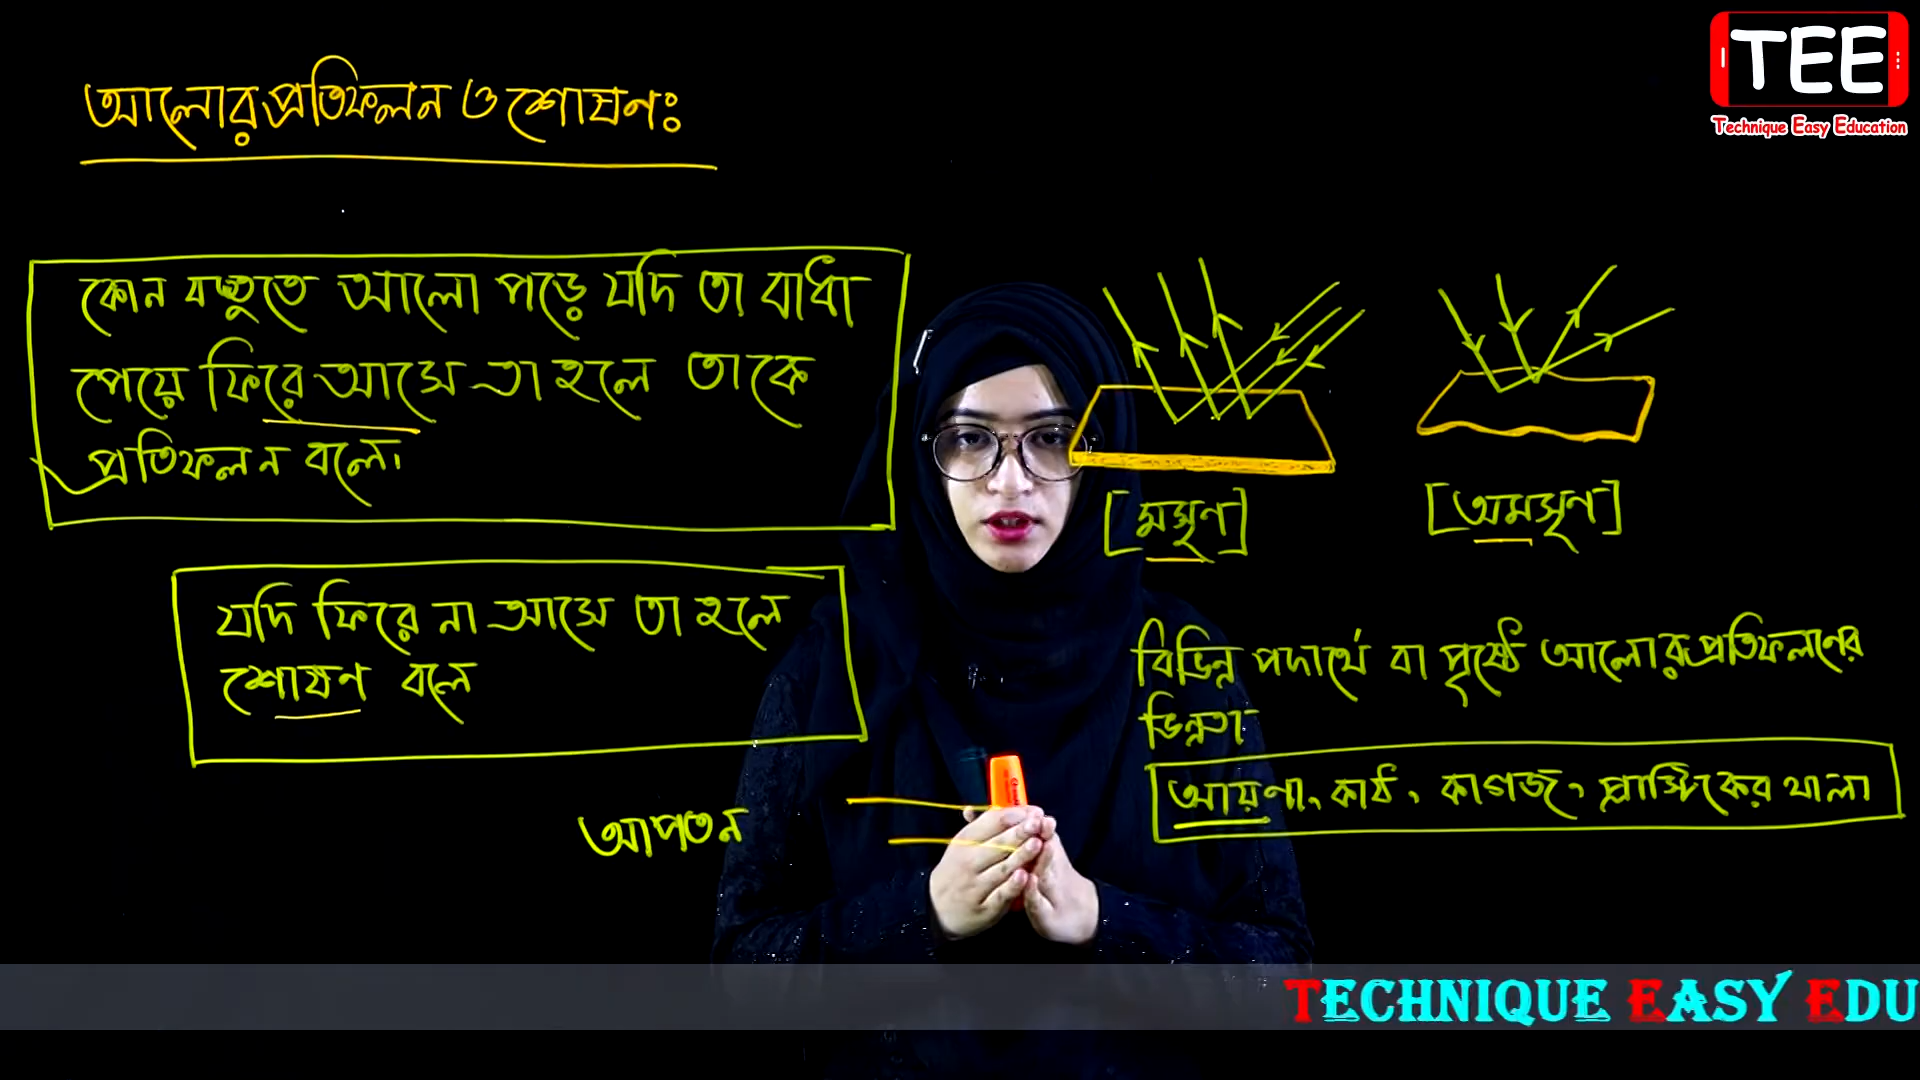 TEE
Technique Easy Education
আলোর প্রতিফলন ও শোষণঃ
কোন বস্তুতে আলো পড়ে যদি তা বাধা
পেয়ে ফিরে আসে তাহলে তাকে
প্রতিফলন বলে।
যদি ফিরে না আসে তাহলে
শোষণ বলে
আপতন
[মসৃণ]
[অমসৃণ]
বিভিন্ন পদার্থে বা পৃষ্ঠে আলোর প্রতিফলনের
ভিন্নতা
আয়না, কাঠ, কাগজ, প্লাস্টিকের থালা
TECHNIQUE EASY EDU